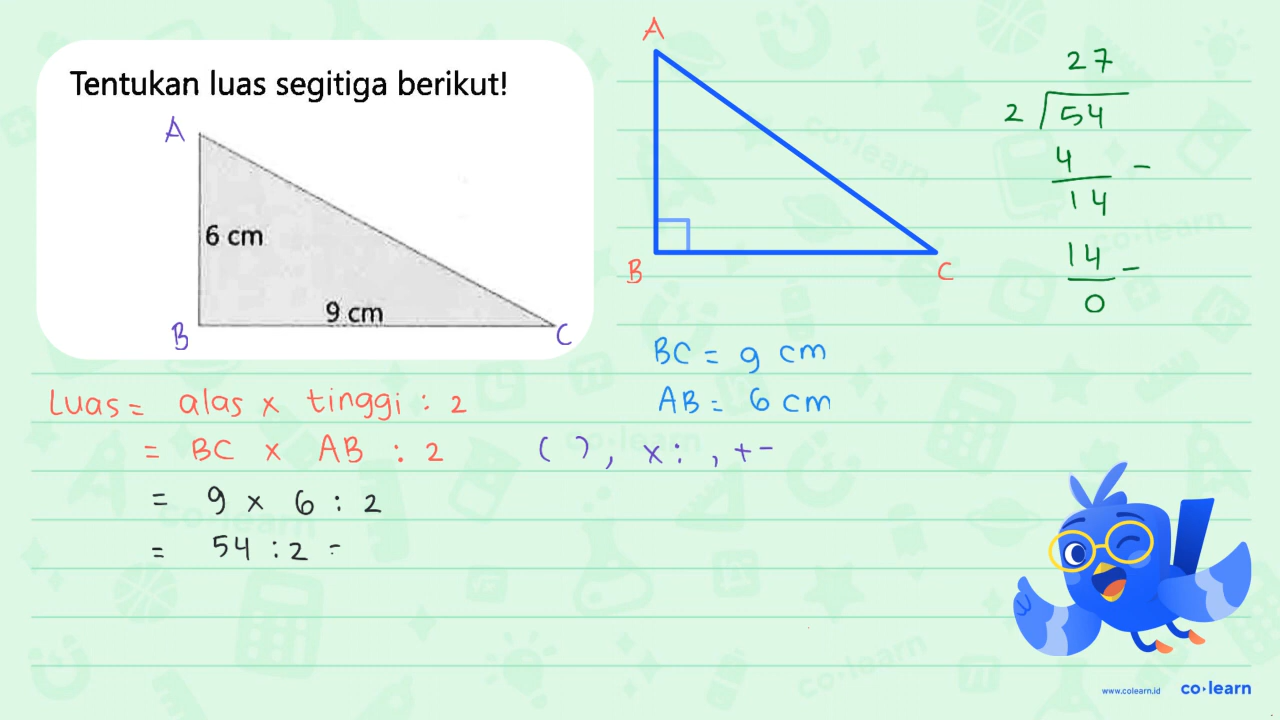 Tentukan luas segitiga berikut!
A
6 cm
9 cm
B
C
A
B
C
27
2 54
4 -
14
14 -
0
BC = 9 cm
AB = 6 cm
Luas = alas x tinggi : 2
= BC x AB : 2
( ), x :, + -
= 9 x 6 : 2
= 54 : 2 =
www.colearn.id
co·learn